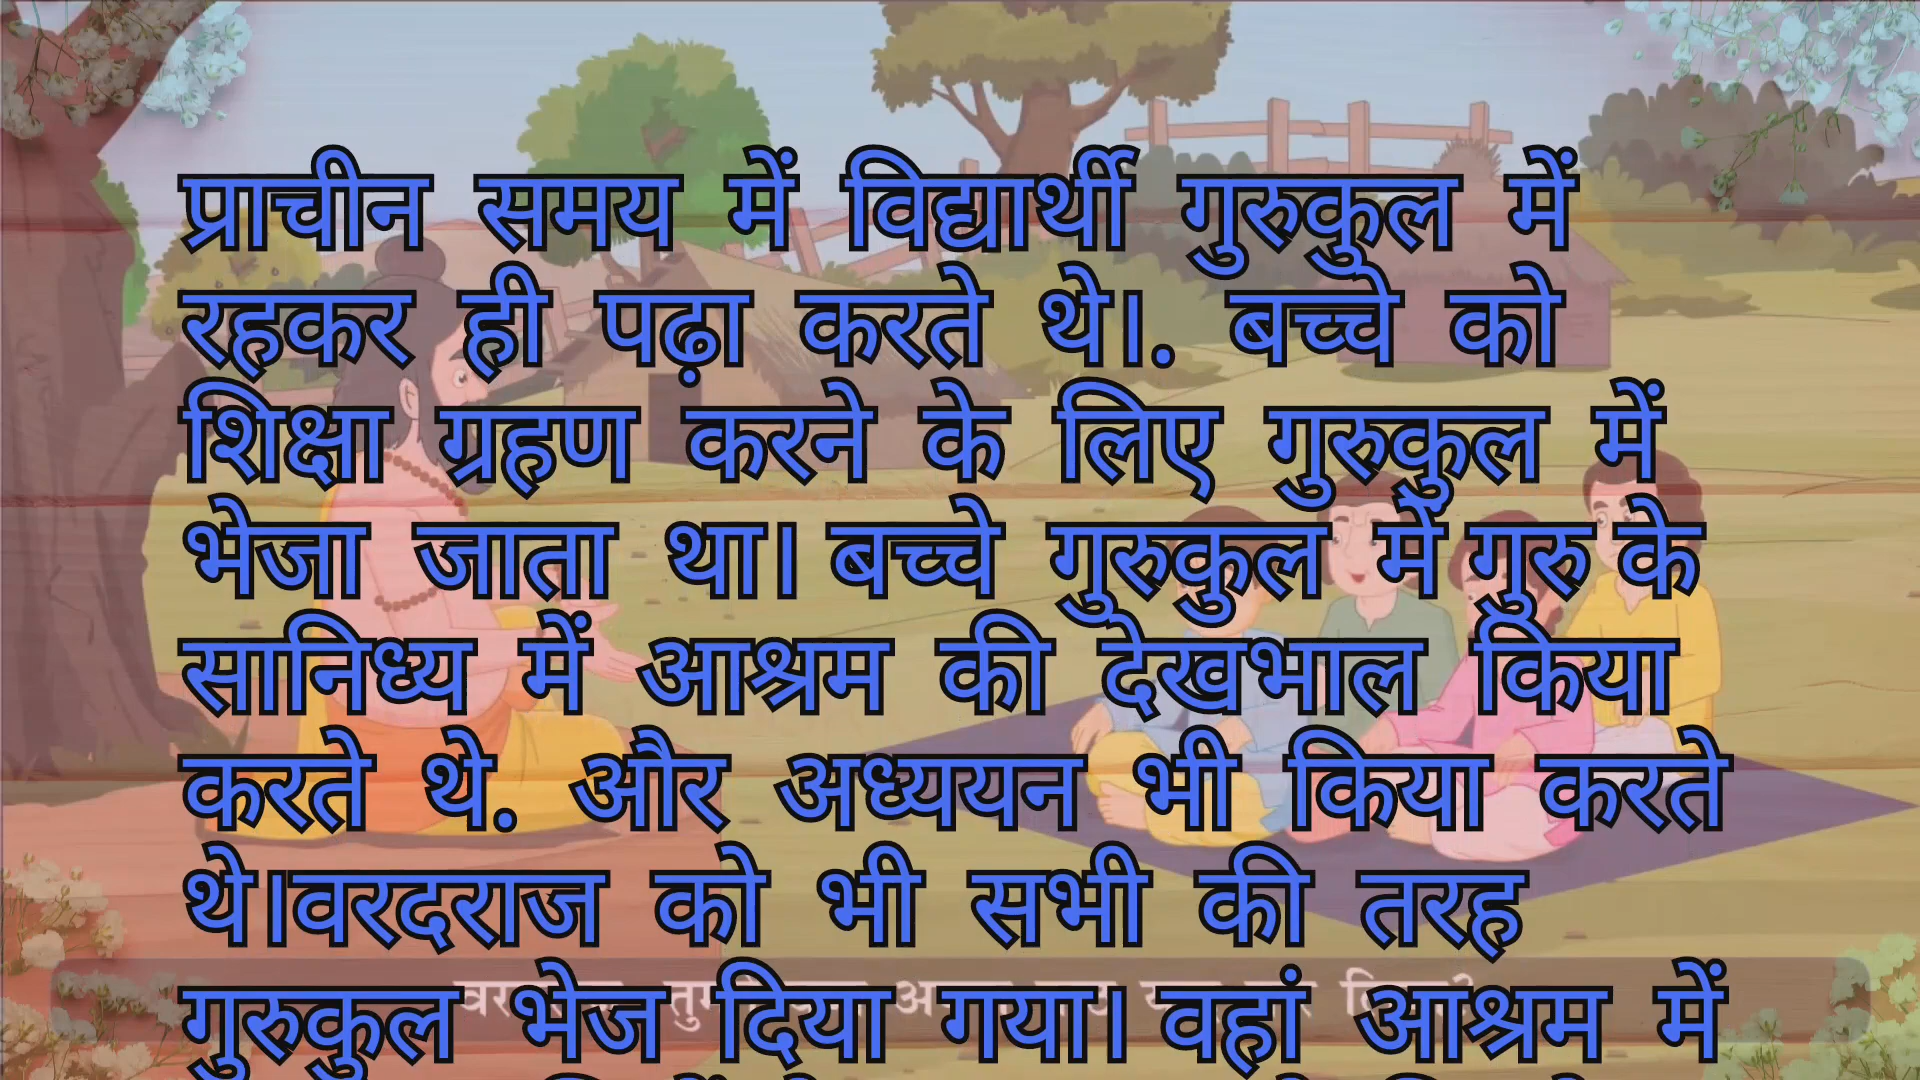 प्राचीन समय में विद्यार्थी गुरुकुल में
रहकर ही पढ़ा करते थे।. बच्चे को
शिक्षा ग्रहण करने के लिए गुरुकुल में
भेजा जाता था। बच्चे गुरुकुल में गुरु के
सानिध्य में आश्रम की देखभाल किया
करते थे. और अध्ययन भी किया करते
थे।वरदराज को भी सभी की तरह
गुरुकुल भेज दिया गया। वहां आश्रम में